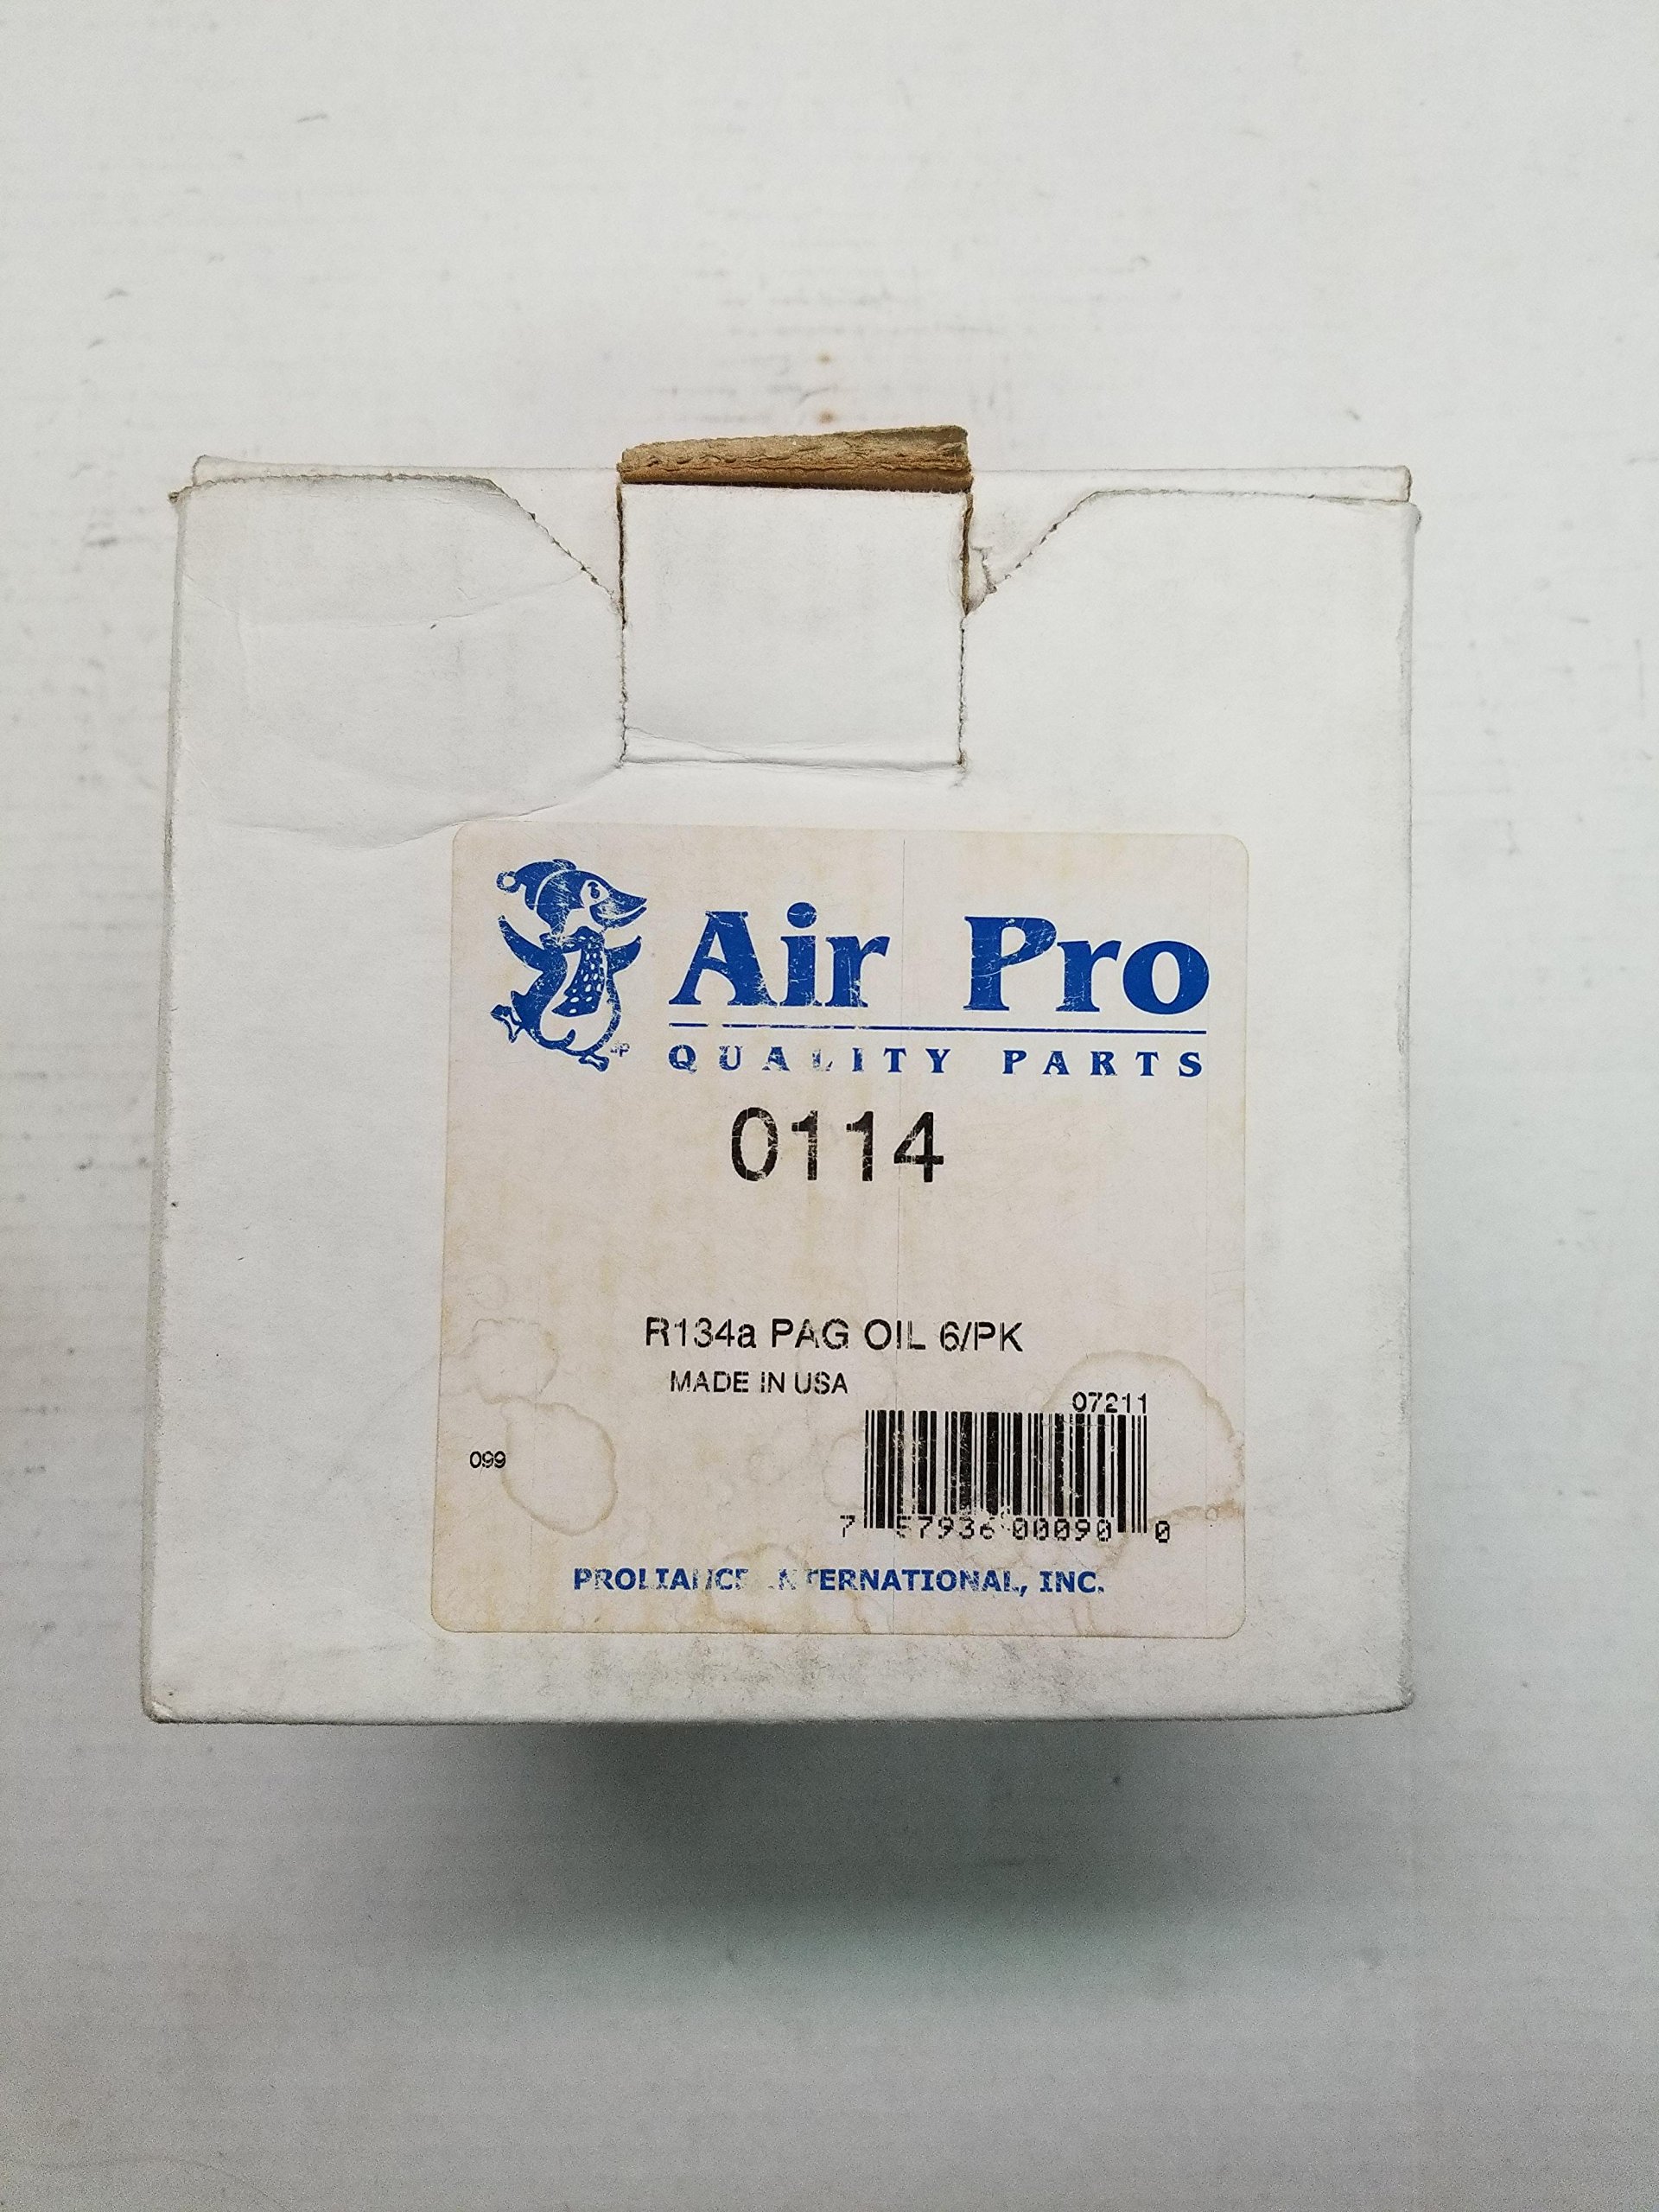 Air Pro
QUALITY PARTS
0114
R134a PAG OIL 6/PK
MADE IN USA
07211
099
7 57936 00090 0
PROLIANCE INTERNATIONAL, INC.